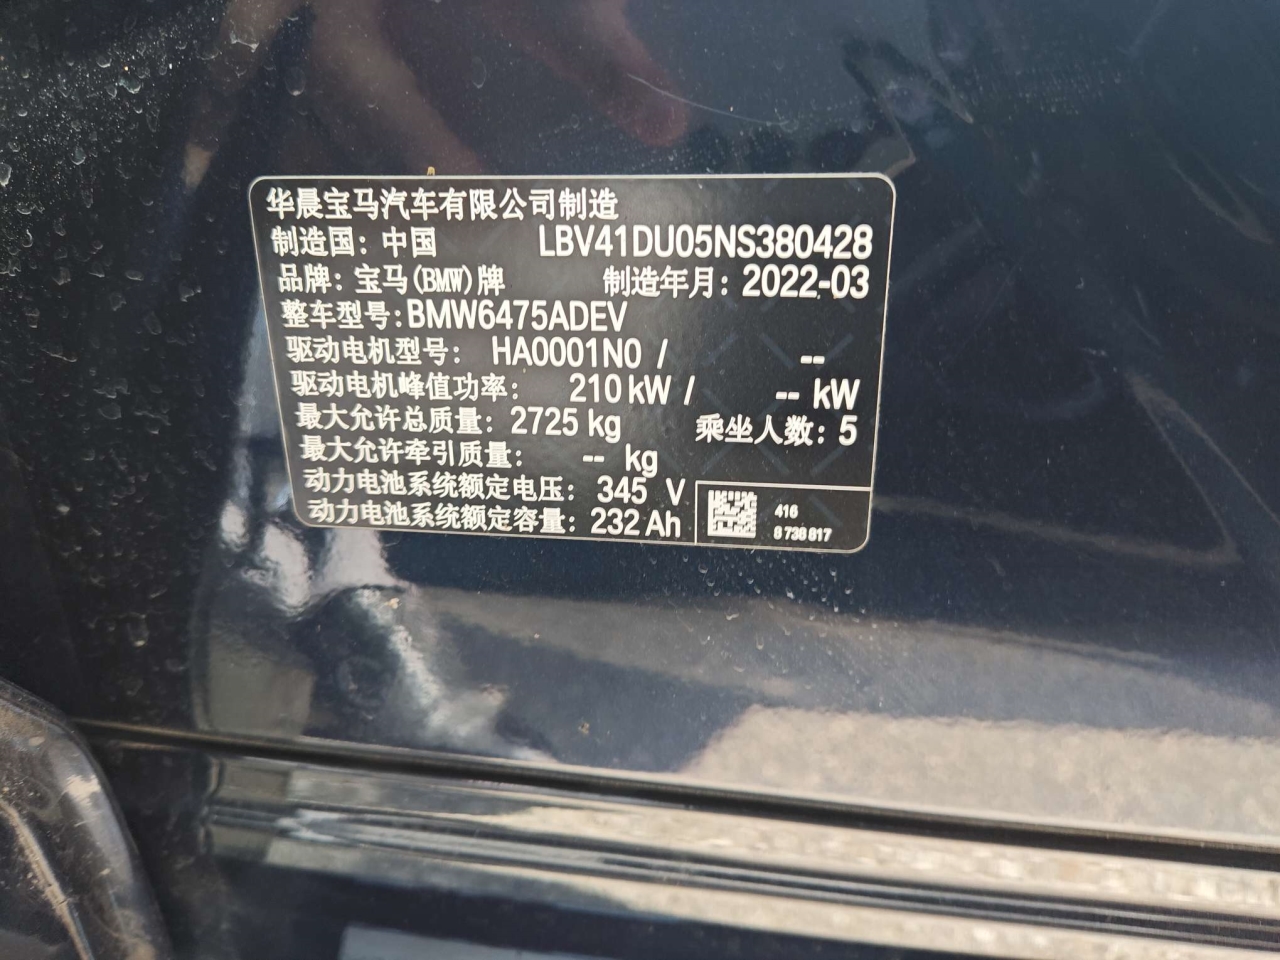 华晨宝马汽车有限公司制造
制造国：中国 LBV41DU05NS380428
品牌：宝马(BMW)牌 制造年月：2022-03
整车型号:BMW6475ADEV
驱动电机型号： HA0001N0 / --
驱动电机峰值功率： 210 kW / -- kW
最大允许总质量：2725 kg 乘坐人数：5
最大允许牵引质量： -- kg
动力电池系统额定电压： 345 V
动力电池系统额定容量：232 Ah
416
8 738 817